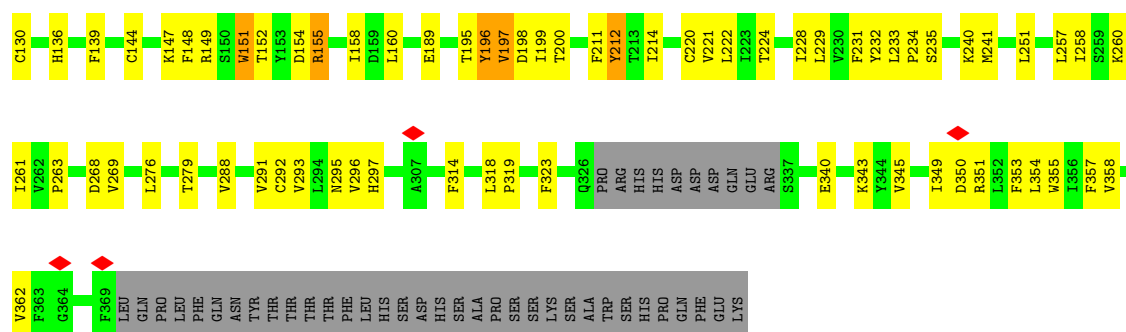 C130 H136 F139 C144 K147 F148 R149 S150 W151 T152 Y153 D154 R155 I158 D159 L160 E189 T195 Y196 V197 D198 I199 T200 F211 Y212 T213 I214 C220 V221 L222 I223 T224 I228 L229 V230 F231 Y232 L233 P234 S235 K240 M241 L251 L257 I258 S259 K260
I261 V262 P263 D268 V269 L276 T279 V288 V291 C292 V293 L294 N295 V296 H297 A307 F314 L318 P319 F323 Q326 PRO ARG HIS HIS ASP ASP ASP GLN GLU ARG S337 E340 K343 Y344 V345 I349 D350 R351 L352 F353 L354 W355 I356 F357 V358
V362 F363 G364 F369 LEU GLN PRO LEU PHE GLN ASN TYR THR THR THR THR PHE LEU HIS SER ASP HIS SER ALA PRO SER SER LYS SER ALA TRP SER HIS PRO GLN PHE GLU LYS